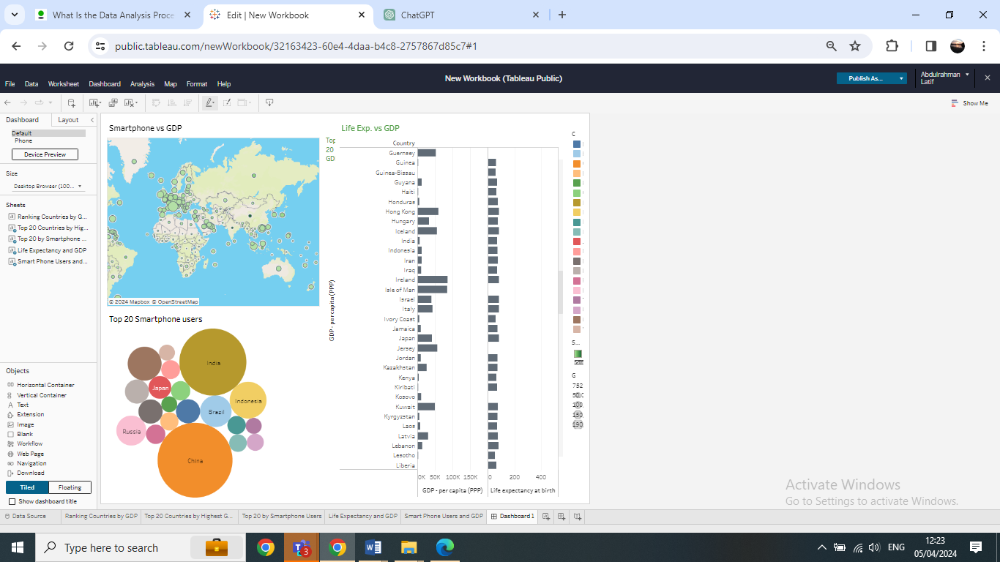 What Is the Data Analysis Proce
Edit | New Workbook
ChatGPT
public.tableau.com/newWorkbook/32163423-60e4-4daa-b4c8-2757867d85c7#1
New Workbook (Tableau Public)
Publish As...
Abdulrahman
Latif
File Data Worksheet Dashboard Analysis Map Format Help
Show Me
Dashboard Layout
Default
Phone
Device Preview
Size
Desktop Browser (100...
Sheets
Ranking Countries by G...
Top 20 Countries by Hig...
Top 20 by Smartphone ...
Life Expectancy and GDP
Smart Phone Users and...
Objects
Horizontal Container
Vertical Container
Text
Extension
Image
Blank
Workflow
Web Page
Navigation
Download
Tiled Floating
Show dashboard title
Smartphone vs GDP
© 2024 Mapbox © OpenStreetMap
Top 20 Smartphone users
India
Japan
Indonesia
Brazil
Russia
China
Top
20
GD
Life Exp. vs GDP
Country
GDP - per capita (PPP)
Guernsey
Guinea
Guinea-Bissau
Guyana
Haiti
Honduras
Hong Kong
Hungary
Iceland
India
Indonesia
Iran
Iraq
Ireland
Isle of Man
Israel
Italy
Ivory Coast
Jamaica
Japan
Jersey
Jordan
Kazakhstan
Kenya
Kiribati
Kosovo
Kuwait
Kyrgyzstan
Laos
Latvia
Lebanon
Lesotho
Liberia
0K 50K 100K 150K
0 200 400
GDP - per capita (PPP)
Life expectancy at birth
C
S...
G
752
Activate Windows
Go to Settings to activate Windows.
Data Source Ranking Countries by GDP Top 20 Countries by Highest G... Top 20 by Smartphone Users Life Expectancy and GDP Smart Phone Users and GDP Dashboard 1
Type here to search
3
ENG
12:23
05/04/2024